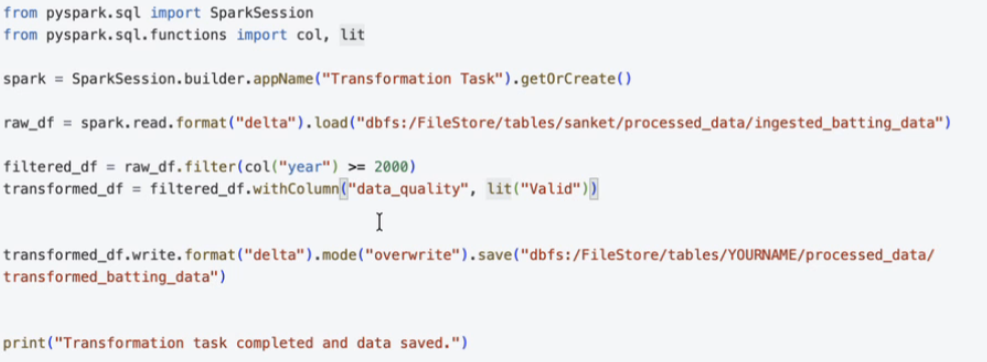 from pyspark.sql import SparkSession
from pyspark.sql.functions import col, lit
spark = SparkSession.builder.appName("Transformation Task").getOrCreate()
raw_df = spark.read.format("delta").load("dbfs:/FileStore/tables/sanket/processed_data/ingested_batting_data")
filtered_df = raw_df.filter(col("year") >= 2000)
transformed_df = filtered_df.withColumn("data_quality", lit("Valid"))
transformed_df.write.format("delta").mode("overwrite").save("dbfs:/FileStore/tables/YOURNAME/processed_data/
transformed_batting_data")
print("Transformation task completed and data saved.")